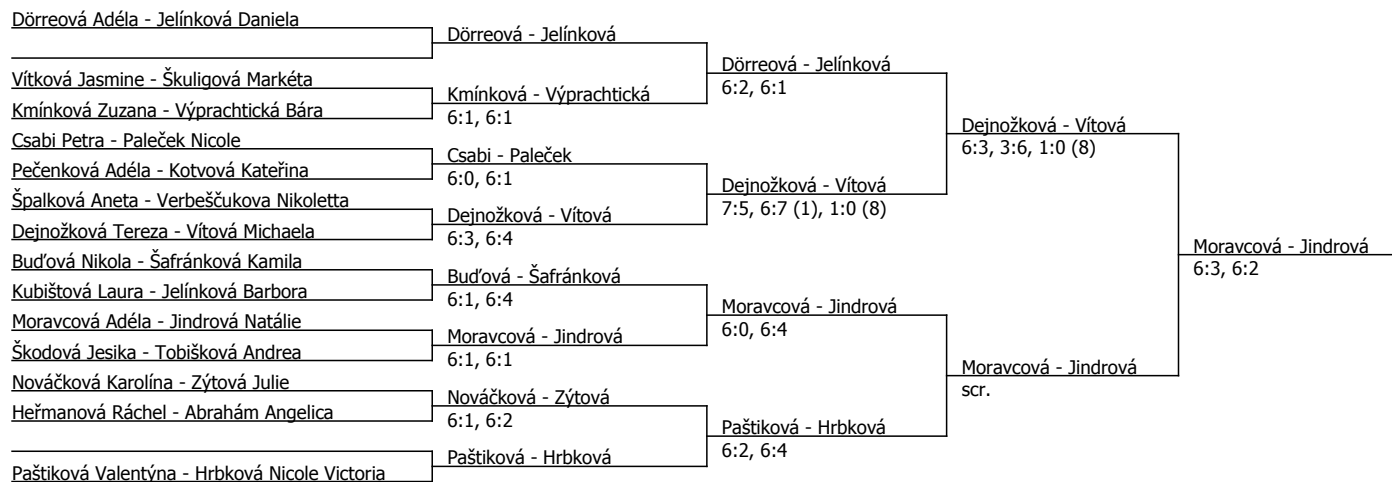 Dörreová Adéla - Jelínková Daniela
Dörreová - Jelínková
Dörreová - Jelínková
6:2, 6:1
Vítková Jasmine - Škuligová Markéta
Kmínková - Výprachtická
6:1, 6:1
Kmínková Zuzana - Výprachtická Bára
Dejnožková - Vítová
6:3, 3:6, 1:0 (8)
Csabi Petra - Paleček Nicole
Csabi - Paleček
6:0, 6:1
Pečenková Adéla - Kotvová Kateřina
Dejnožková - Vítová
7:5, 6:7 (1), 1:0 (8)
Špalková Aneta - Verbeščukova Nikoletta
Dejnožková - Vítová
6:3, 6:4
Dejnožková Tereza - Vítová Michaela
Moravcová - Jindrová
6:3, 6:2
Buďová Nikola - Šafránková Kamila
Buďová - Šafránková
6:1, 6:4
Kubištová Laura - Jelínková Barbora
Moravcová - Jindrová
6:0, 6:4
Moravcová Adéla - Jindrová Natálie
Moravcová - Jindrová
6:1, 6:1
Škodová Jesika - Tobišková Andrea
Moravcová - Jindrová
scr.
Nováčková Karolína - Zýtová Julie
Nováčková - Zýtová
6:1, 6:2
Heřmanová Ráchel - Abrahám Angelica
Paštiková - Hrbková
6:2, 6:4
Paštiková - Hrbková
Paštiková Valentýna - Hrbková Nicole Victoria